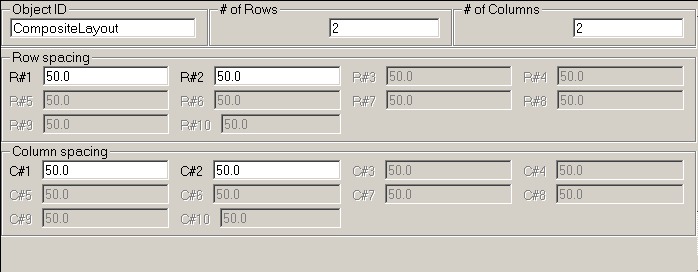 Object ID # of Rows # of Columns
CompositeLayout 2 2
Row spacing
R#1 50.0 R#2 50.0 R#3 50.0 R#4 50.0
R#5 50.0 R#6 50.0 R#7 50.0 R#8 50.0
R#9 50.0 R#10 50.0
Column spacing
C#1 50.0 C#2 50.0 C#3 50.0 C#4 50.0
C#5 50.0 C#6 50.0 C#7 50.0 C#8 50.0
C#9 50.0 C#10 50.0